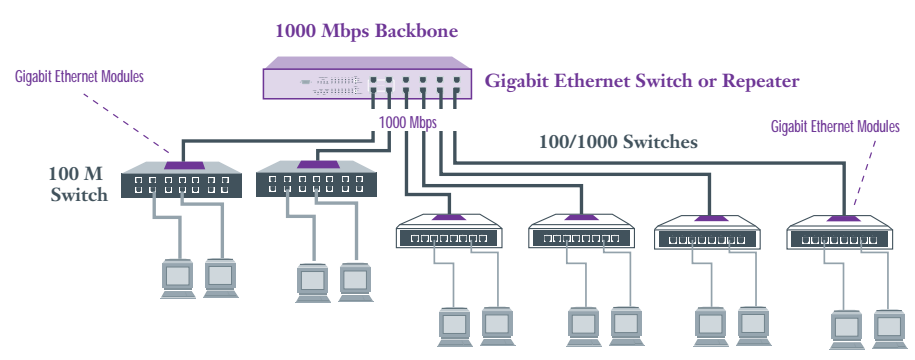 1000 Mbps Backbone
Gigabit Ethernet Modules
Gigabit Ethernet Switch or Repeater
1000 Mbps
100/1000 Switches
Gigabit Ethernet Modules
100 M
Switch